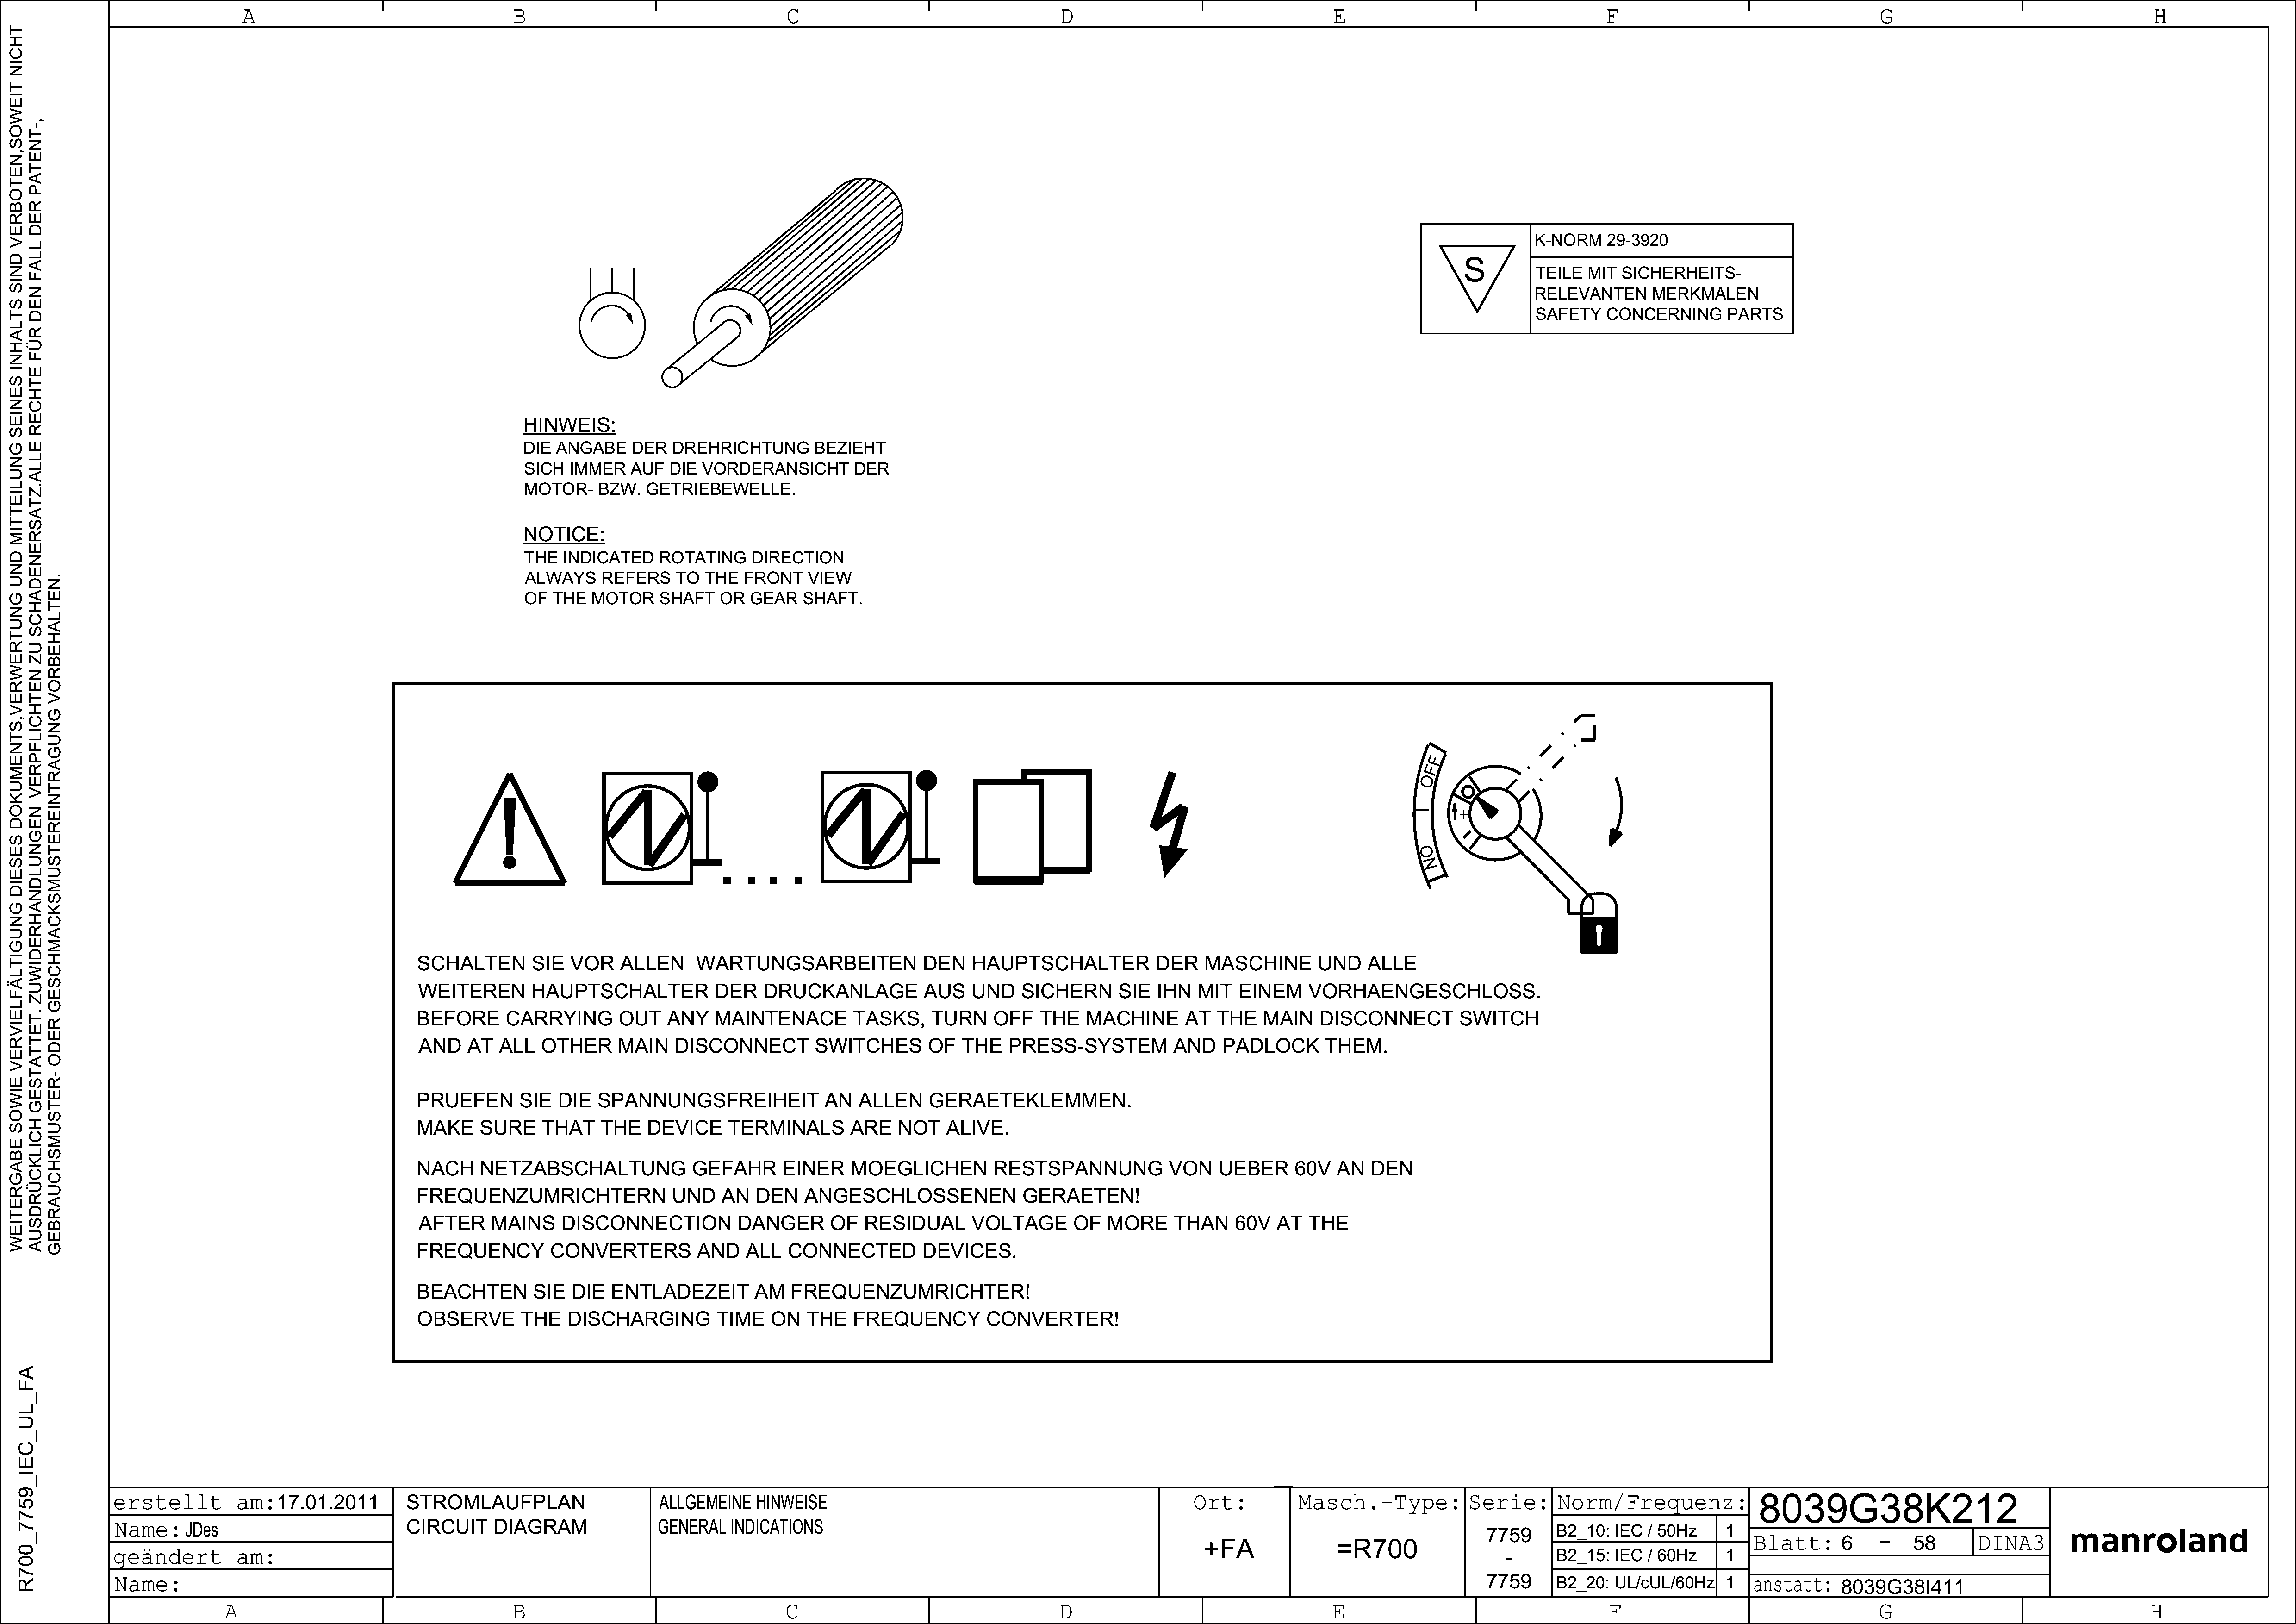 A B C D E F G H
WEITERGABE SOWIE VERVIELFÄLTIGUNG DIESES DOKUMENTS,VERWERTUNG UND MITTEILUNG SEINES INHALTS SIND VERBOTEN,SOWEIT NICHT
AUSDRÜCKLICH GESTATTET. ZUWIDERHANDLUNGEN VERPFLICHTEN ZU SCHADENERSATZ.ALLE RECHTE FÜR DEN FALL DER PATENT-,
GEBRAUCHSMUSTER- ODER GESCHMACKSMUSTEREINTRAGUNG VORBEHALTEN.
R700_7759_IEC_UL_FA
S
K-NORM 29-3920
TEILE MIT SICHERHEITS-
RELEVANTEN MERKMALEN
SAFETY CONCERNING PARTS
HINWEIS:
DIE ANGABE DER DREHRICHTUNG BEZIEHT
SICH IMMER AUF DIE VORDERANSICHT DER
MOTOR- BZW. GETRIEBEWELLE.
NOTICE:
THE INDICATED ROTATING DIRECTION
ALWAYS REFERS TO THE FRONT VIEW
OF THE MOTOR SHAFT OR GEAR SHAFT.
OFF
ON
SCHALTEN SIE VOR ALLEN WARTUNGSARBEITEN DEN HAUPTSCHALTER DER MASCHINE UND ALLE
WEITEREN HAUPTSCHALTER DER DRUCKANLAGE AUS UND SICHERN SIE IHN MIT EINEM VORHAENGESCHLOSS.
BEFORE CARRYING OUT ANY MAINTENACE TASKS, TURN OFF THE MACHINE AT THE MAIN DISCONNECT SWITCH
AND AT ALL OTHER MAIN DISCONNECT SWITCHES OF THE PRESS-SYSTEM AND PADLOCK THEM.
PRUEFEN SIE DIE SPANNUNGSFREIHEIT AN ALLEN GERAETEKLEMMEN.
MAKE SURE THAT THE DEVICE TERMINALS ARE NOT ALIVE.
NACH NETZABSCHALTUNG GEFAHR EINER MOEGLICHEN RESTSPANNUNG VON UEBER 60V AN DEN
FREQUENZUMRICHTERN UND AN DEN ANGESCHLOSSENEN GERAETEN!
AFTER MAINS DISCONNECTION DANGER OF RESIDUAL VOLTAGE OF MORE THAN 60V AT THE
FREQUENCY CONVERTERS AND ALL CONNECTED DEVICES.
BEACHTEN SIE DIE ENTLADEZEIT AM FREQUENZUMRICHTER!
OBSERVE THE DISCHARGING TIME ON THE FREQUENCY CONVERTER!
erstellt am:17.01.2011
Name: JDes
geändert am:
Name:
STROMLAUFPLAN
CIRCUIT DIAGRAM
ALLGEMEINE HINWEISE
GENERAL INDICATIONS
Ort:
+FA
Masch.-Type:
=R700
Serie:
7759
-
7759
Norm/Frequenz:
B2_10: IEC / 50Hz 1
B2_15: IEC / 60Hz 1
B2_20: UL/cUL/60Hz 1
8039G38K212
Blatt: 6 - 58 DINA3
anstatt: 8039G38I411
manroland
A B C D E F G H